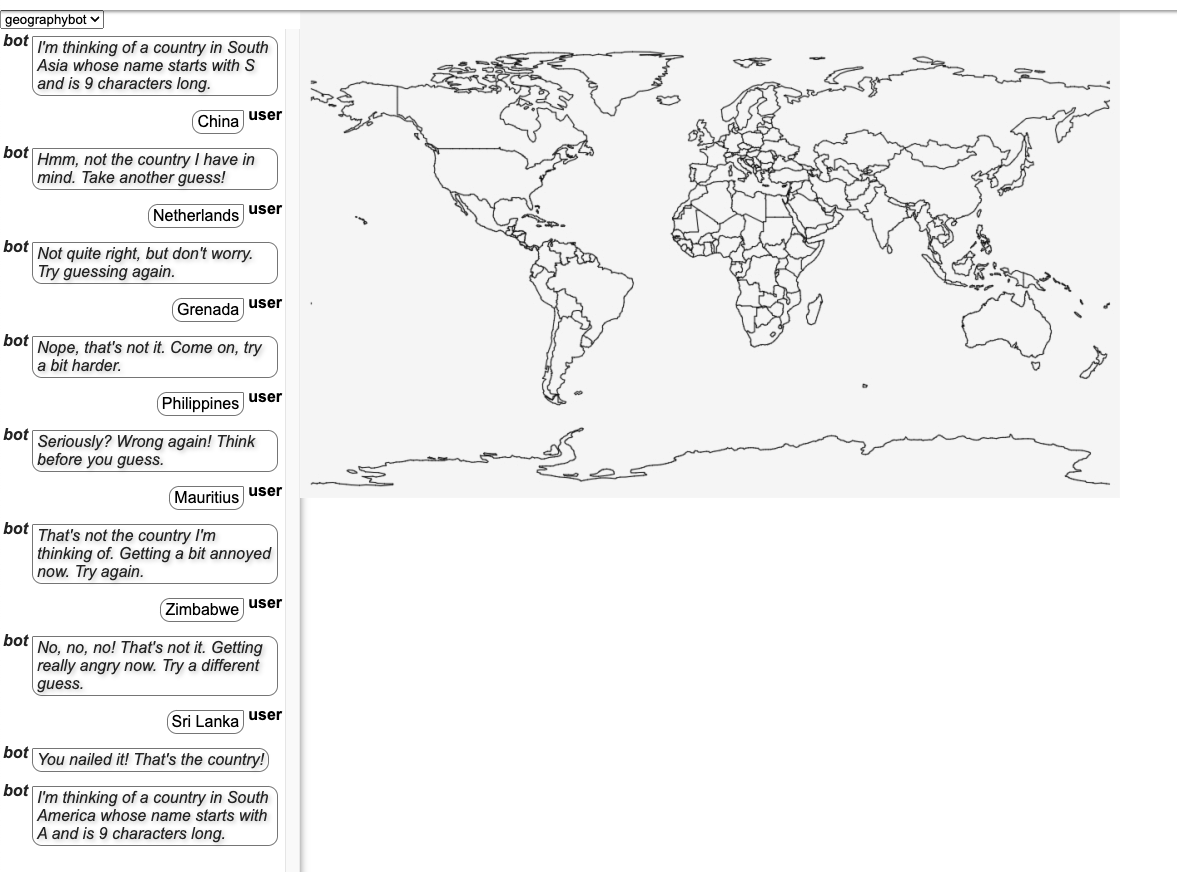 geographybot
bot
I'm thinking of a country in South
Asia whose name starts with S
and is 9 characters long.
China
user
bot
Hmm, not the country I have in
mind. Take another guess!
Netherlands
user
bot
Not quite right, but don't worry.
Try guessing again.
Grenada
user
bot
Nope, that's not it. Come on, try
a bit harder.
Philippines
user
bot
Seriously? Wrong again! Think
before you guess.
Mauritius
user
bot
That's not the country I'm
thinking of. Getting a bit annoyed
now. Try again.
Zimbabwe
user
bot
No, no, no! That's not it. Getting
really angry now. Try a different
guess.
Sri Lanka
user
bot
You nailed it! That's the country!
bot
I'm thinking of a country in South
America whose name starts with
A and is 9 characters long.